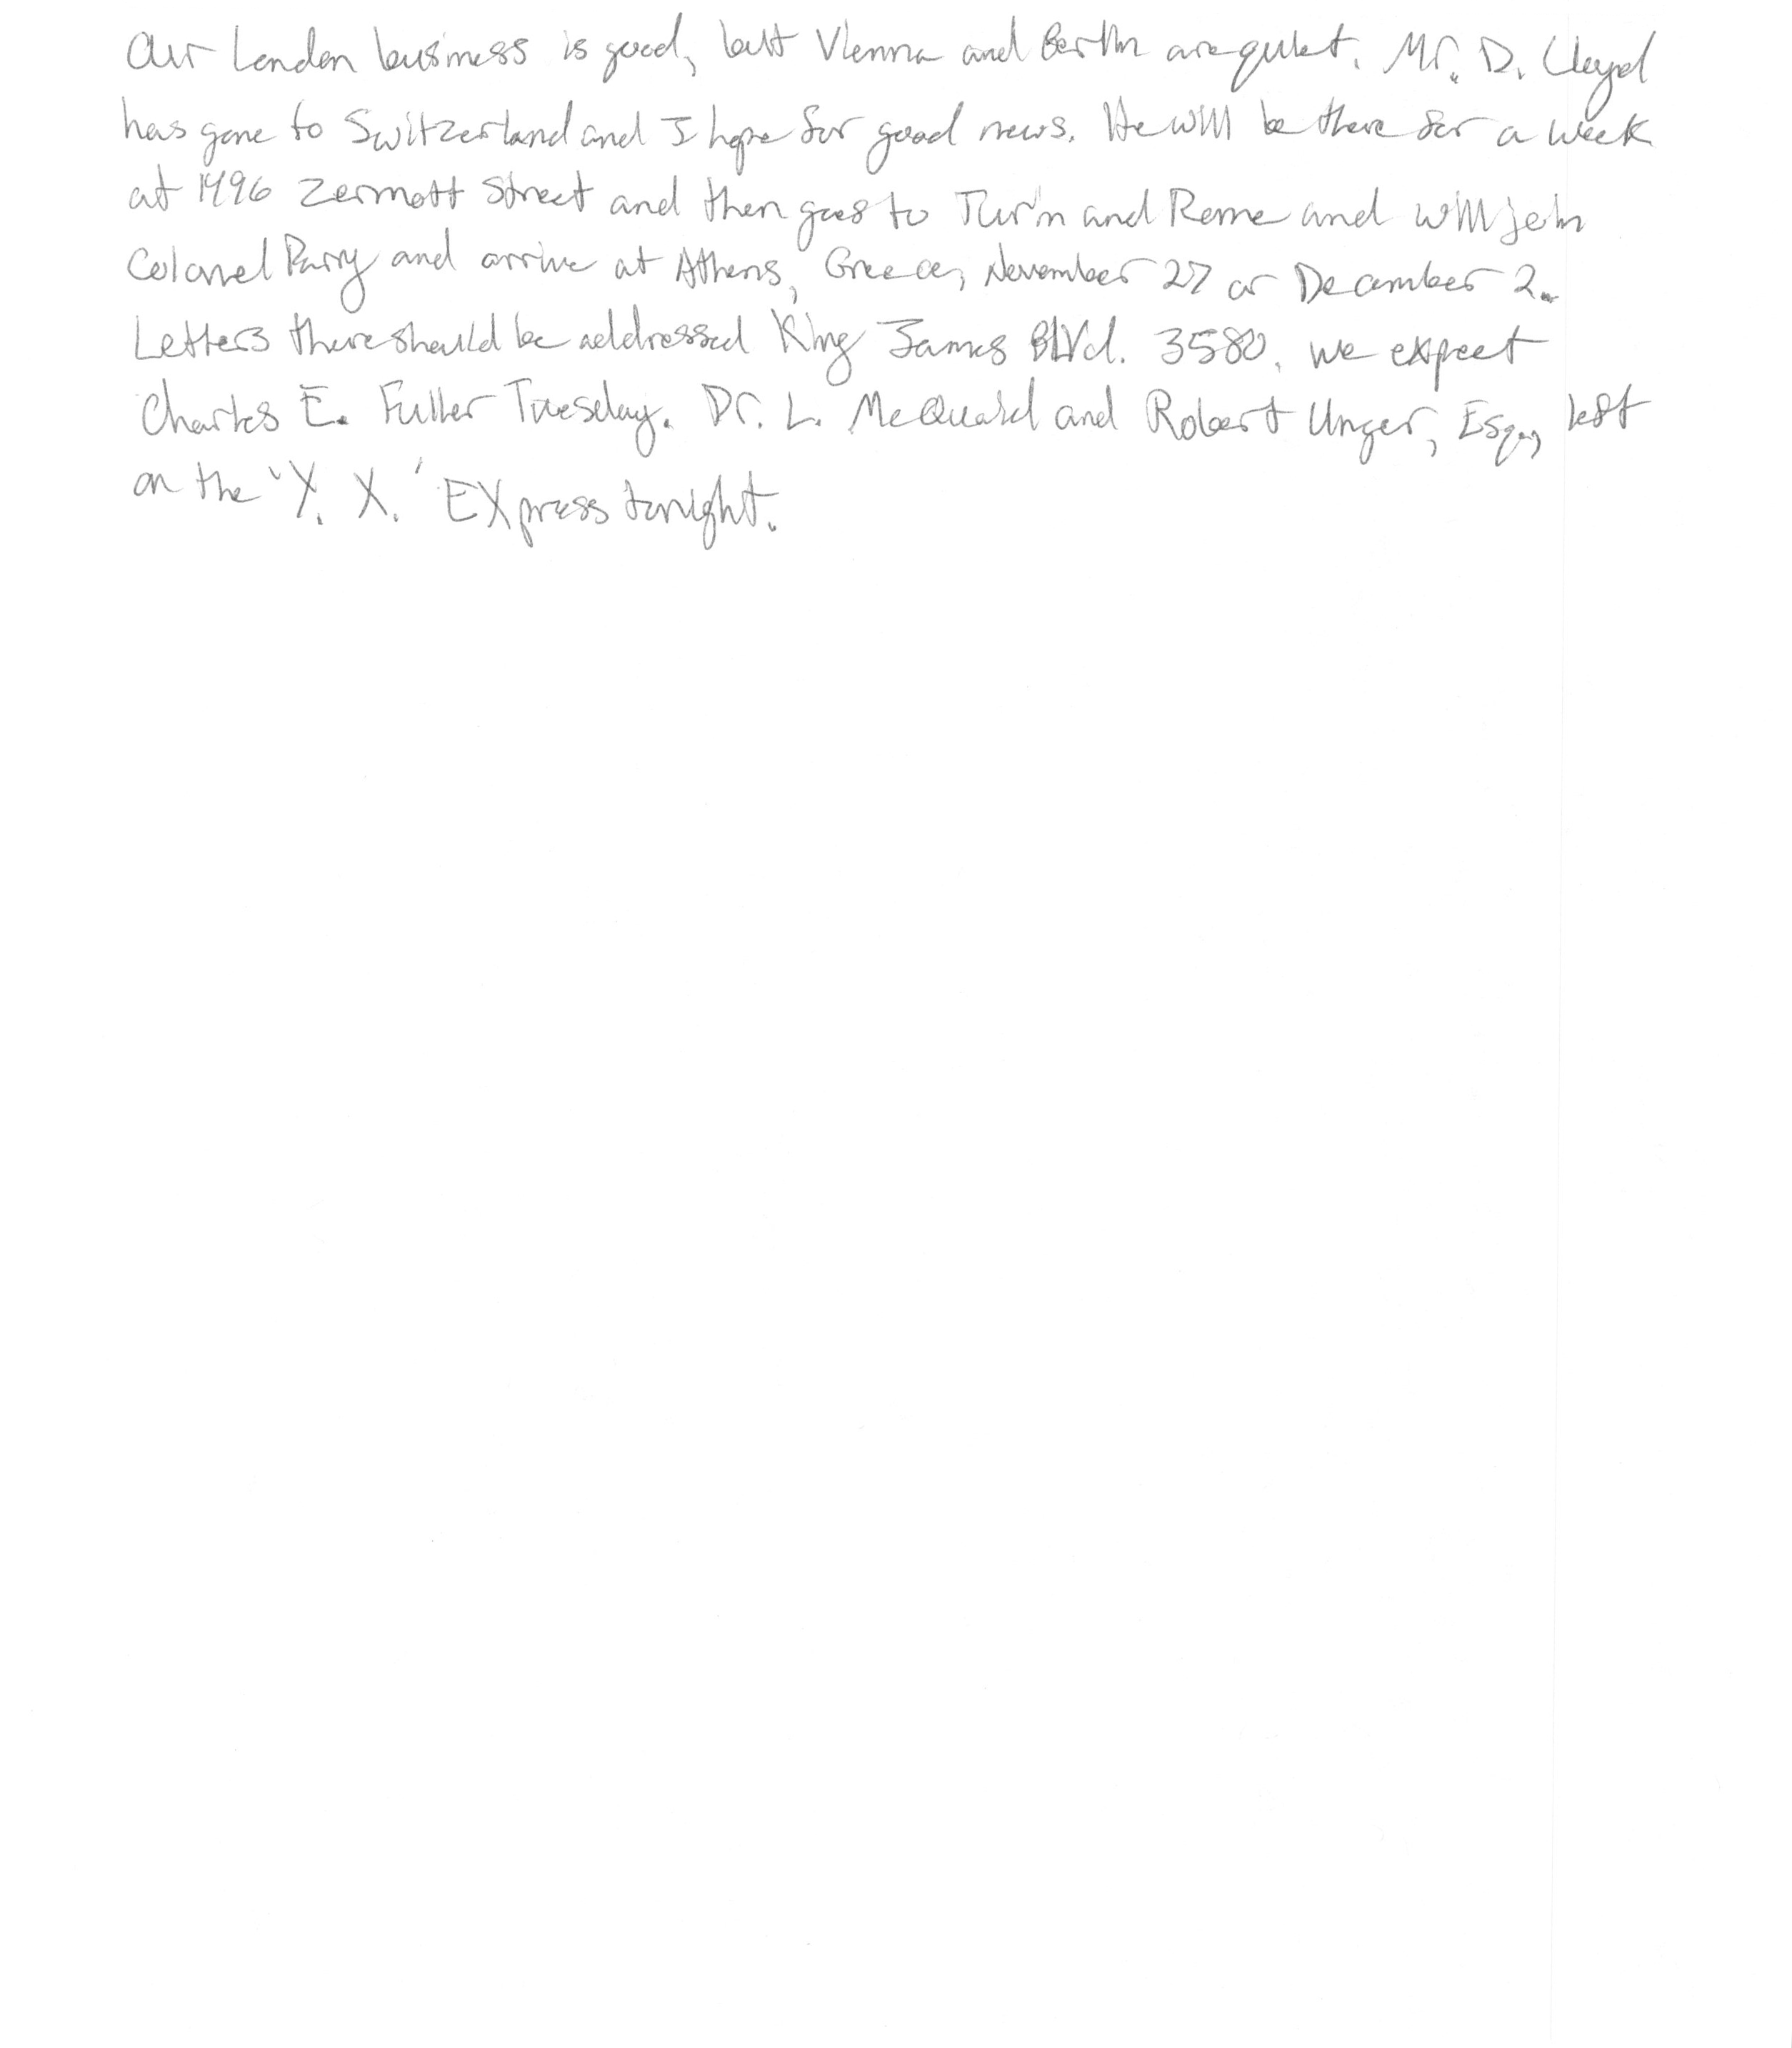 Our London business is good, but Vienna and Berlin are quiet. Mr. D. Lloyd
has gone to Switzerland and I hope for good news. He will be there for a week
at 1496 Zermott Street and then goes to Turin and Rome and will join
Colonel Parry and arrive at Athens, Greece, November 27 or December 2.
Letters there should be addressed King James Blvd. 3580. We expect
Charles E. Fuller Tuesday. Dr. L. McQuaid and Robert Unger, Esq., left
on the 'Y. X.' Express tonight.